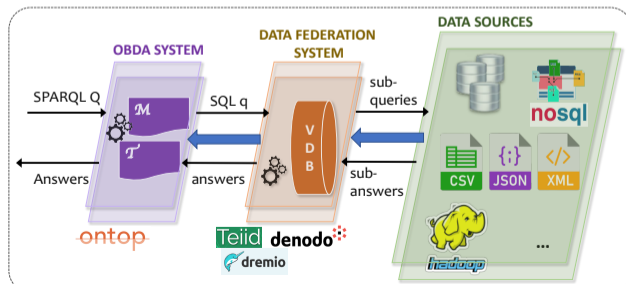 OBDA SYSTEM
DATA FEDERATION
SYSTEM
DATA SOURCES
SPARQL Q
M
SQL q
sub-
queries
V
D
B
nosql
T
Answers
answers
sub-
answers
CSV
{;}
JSON
</>
XML
ontop
Teiid
denodo
dremio
hadoop
...